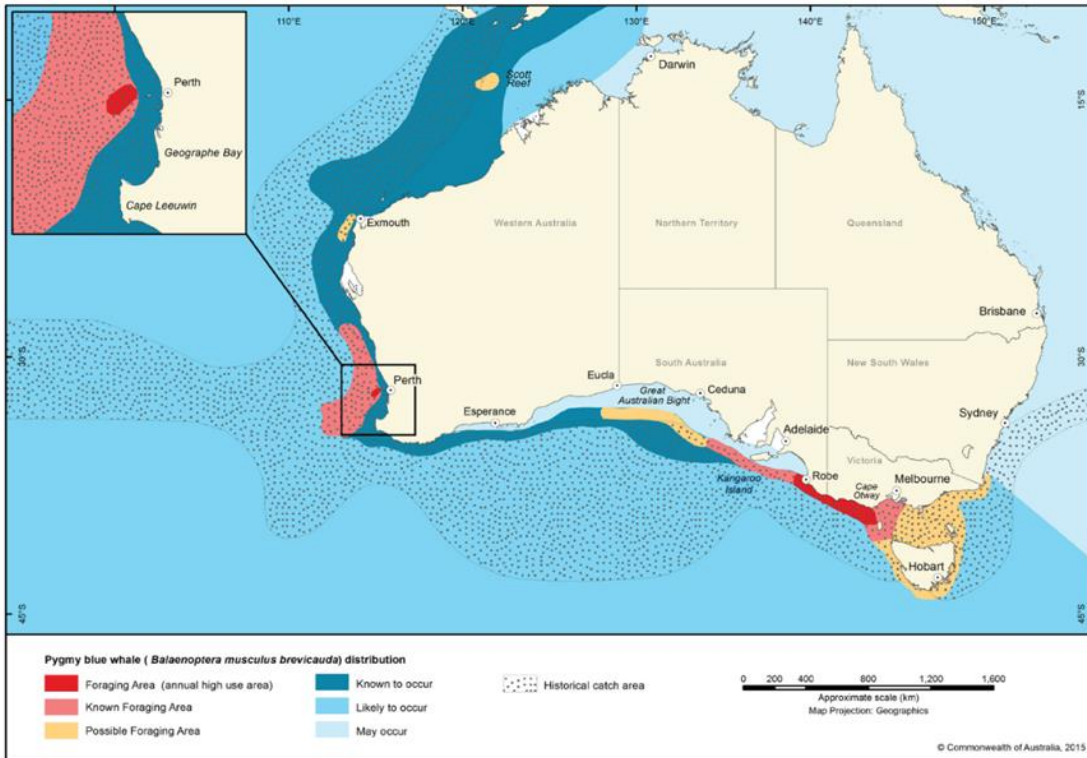 110°E
120°E
130°E
140°E
150°E
15°S
30°S
30°S
45°S
45°S
Perth
Geographe Bay
Cape Leeuwin
Scott
Reef
Darwin
Exmouth
Western Australia
Northern Territory
Queensland
Brisbane
Perth
South Australia
New South Wales
Eucla
Ceduna
Great
Australian Bight
Esperance
Sydney
Adelaide
Victoria
Robe
Melbourne
Kangaroo
Island
Cape
Otway
Hobart
Pygmy blue whale ( Balaenoptera musculus brevicauda) distribution
Foraging Area (annual high use area)
Known Foraging Area
Possible Foraging Area
Known to occur
Likely to occur
May occur
Historical catch area
0 200 400 800 1,200 1,600
Approximate scale (km)
Map Projection: Geographics
© Commonwealth of Australia, 2015